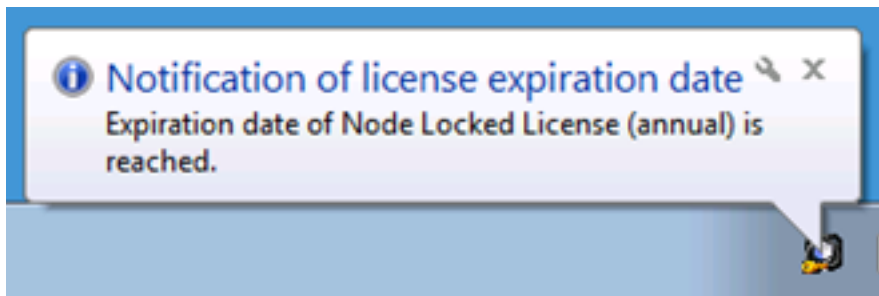 Notification of license expiration date
Expiration date of Node Locked License (annual) is
reached.